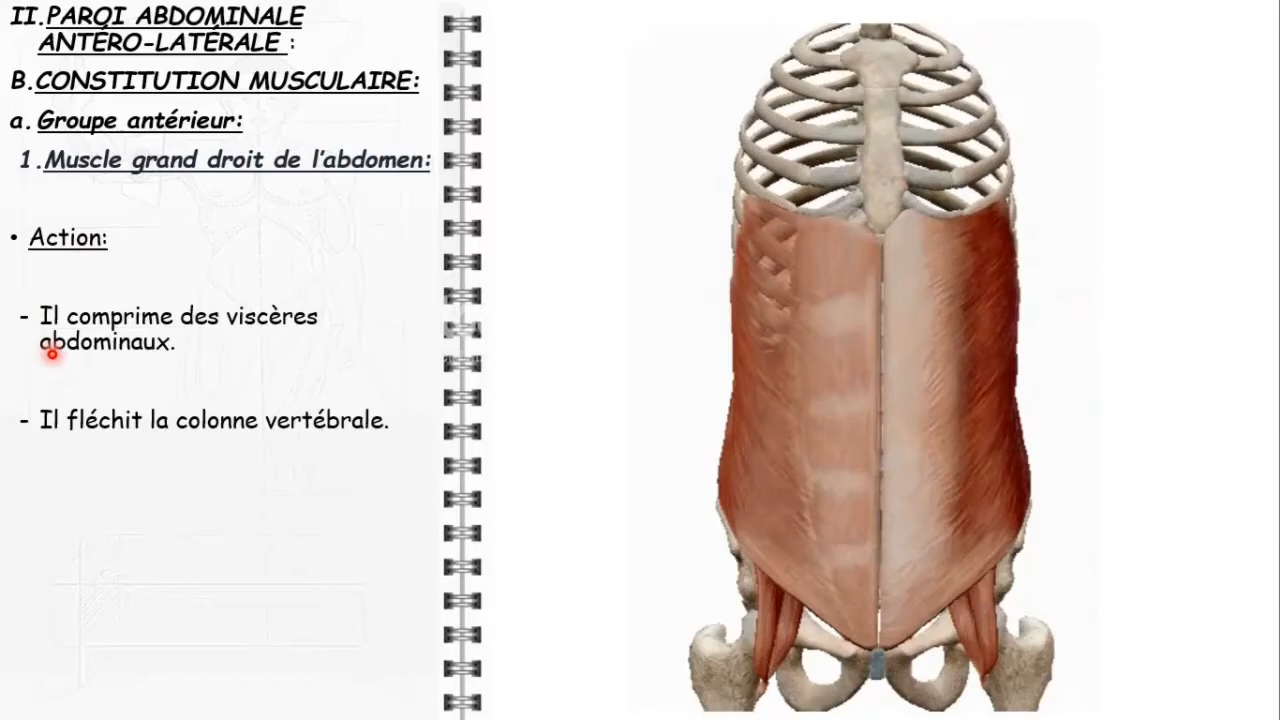 II.PAROI ABDOMINALE
ANTÉRO-LATÉRALE :
B.CONSTITUTION MUSCULAIRE:
a. Groupe antérieur:
1.Muscle grand droit de l’abdomen:
• Action:
- Il comprime des viscères
abdominaux.
- Il fléchit la colonne vertébrale.